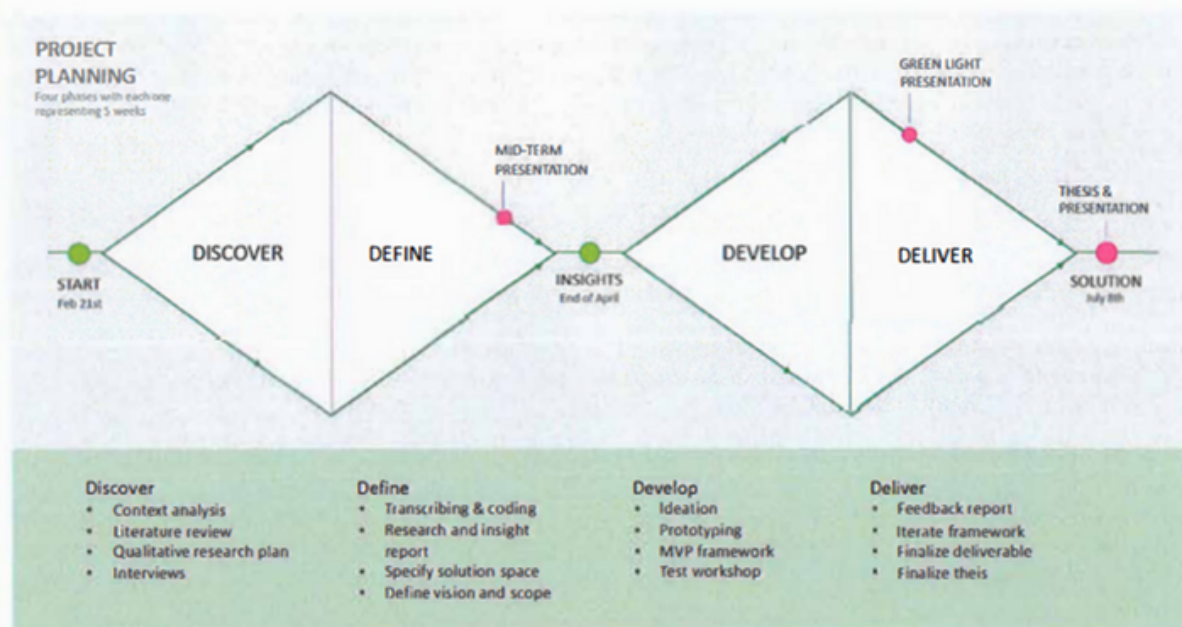 PROJECT
PLANNING
Four phases with each one
representing 5 weeks
GREEN LIGHT
PRESENTATION
MID-TERM
PRESENTATION
THESIS &
PRESENTATION
DISCOVER
DEFINE
DEVELOP
DELIVER
START
Feb 21st
INSIGHTS
End of April
SOLUTION
July 8th
Discover
• Context analysis
• Literature review
• Qualitative research plan
• Interviews
Define
• Transcribing & coding
• Research and insight
report
• Specify solution space
• Define vision and scope
Develop
• Ideation
• Prototyping
• MVP framework
• Test workshop
Deliver
• Feedback report
• Iterate framework
• Finalize deliverable
• Finalize theis